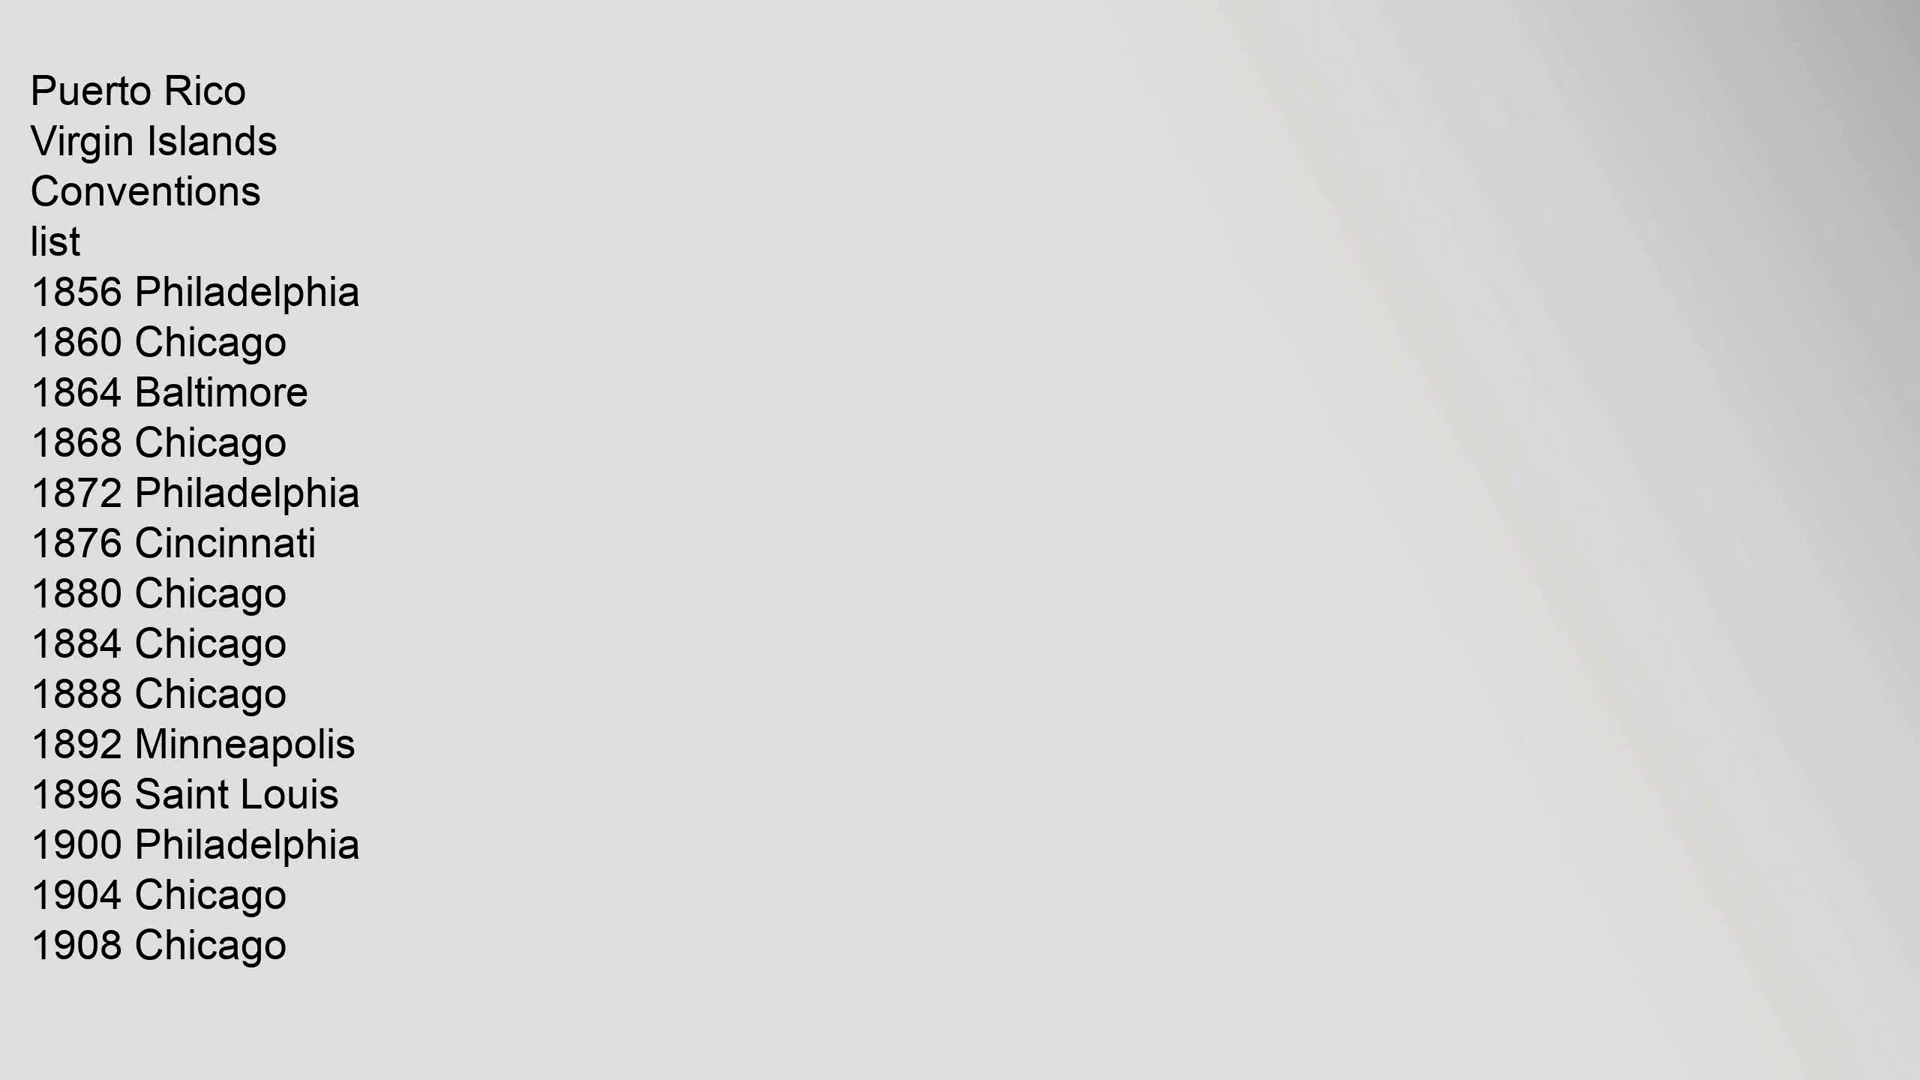 Puerto Rico
Virgin Islands
Conventions
list
1856 Philadelphia
1860 Chicago
1864 Baltimore
1868 Chicago
1872 Philadelphia
1876 Cincinnati
1880 Chicago
1884 Chicago
1888 Chicago
1892 Minneapolis
1896 Saint Louis
1900 Philadelphia
1904 Chicago
1908 Chicago